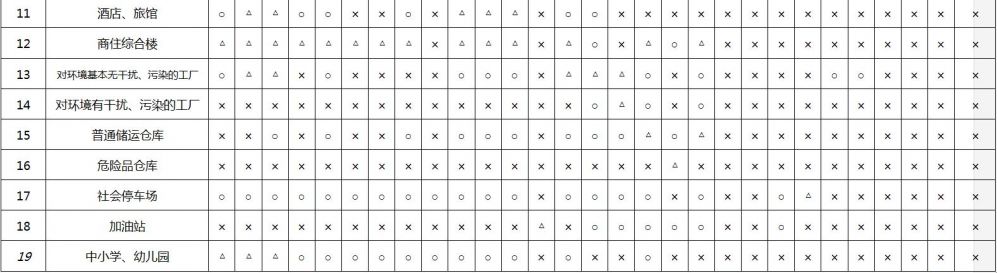 11 酒店、旅馆 ○ △ △ ○ ○ × × ○ × △ △ △ × ○ ○ × × × × × × × × × × × × × ×
12 商住综合楼 △ △ △ △ △ △ △ △ × △ △ △ × △ ○ × △ ○ △ × × × × × × × × × ×
13 对环境基本无干扰、污染的工厂 ○ △ △ × ○ × × × × ○ ○ ○ × △ △ △ ○ × ○ × × × × ○ ○ × × × ×
14 对环境有干扰、污染的工厂 × × × × × × × × × × × × × × ○ △ ○ × ○ × × × × × × × × × ×
15 普通储运仓库 × × ○ × ○ × × ○ × ○ ○ ○ × ○ ○ ○ △ ○ △ × × × × × × × × × ×
16 危险品仓库 × × × × × × × × × × × × × × × × × △ × × × × × × × × × × ×
17 社会停车场 ○ ○ ○ ○ ○ ○ ○ ○ ○ ○ ○ ○ × ○ ○ ○ ○ × ○ × × ○ △ × × × × × ×
18 加油站 × × × × × × × × × × × × △ × ○ ○ ○ ○ ○ × × ○ × × × × × × ×
19 中小学、幼儿园 △ △ △ ○ ○ ○ ○ ○ ○ ○ ○ ○ × ○ × × ○ × × × × × × × × × × × ×